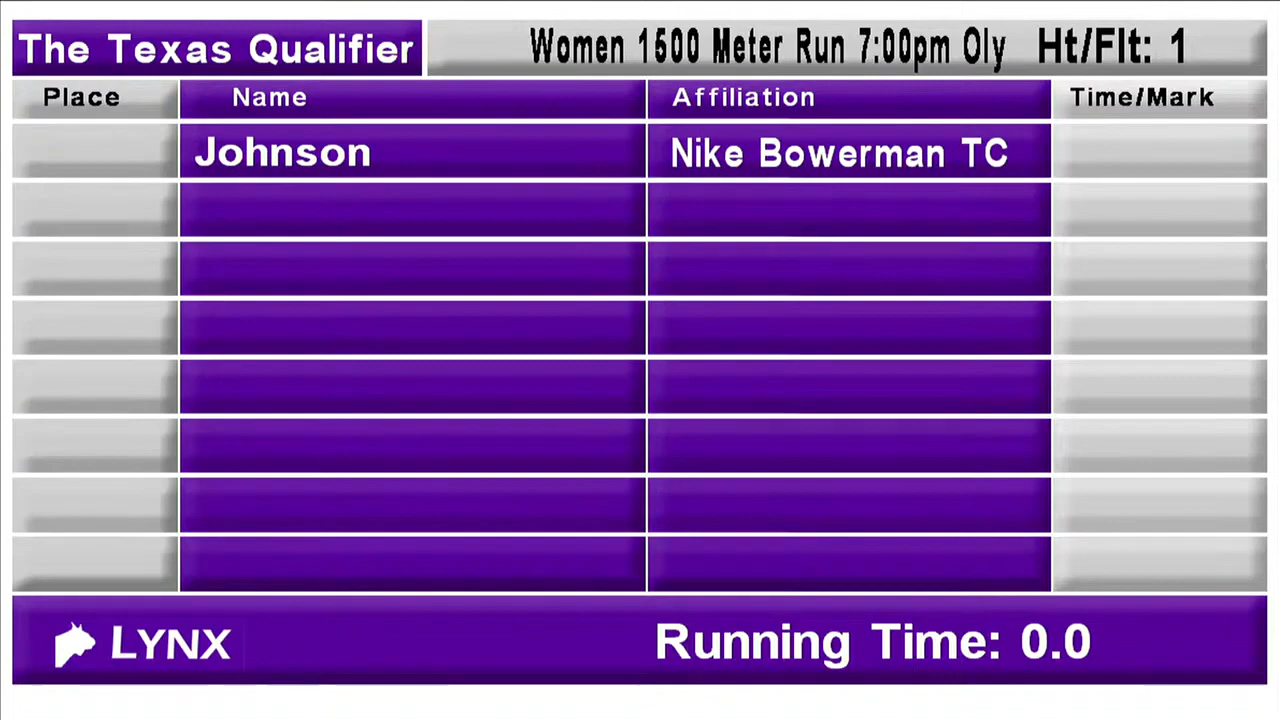 The Texas Qualifier Women 1500 Meter Run 7:00pm Oly Ht/Flt: 1
Place Name Affiliation Time/Mark
Johnson Nike Bowerman TC
LYNX Running Time: 0.0